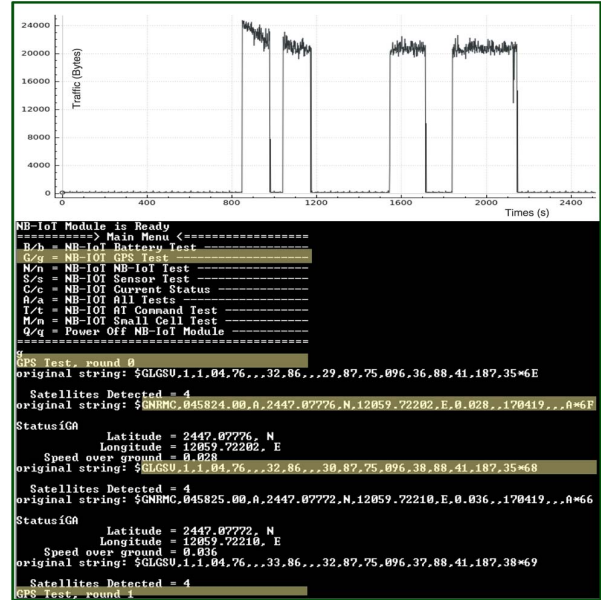 24000
20000
16000
12000
8000
4000
0
Traffic (Bytes)
0 400 800 1200 1600 2000 2400
Times (s)
NB-IoT Module is Ready
===========> Main Menu <==================
B/b = NB-IoT Battery Test ---------------
G/g = NB-IOT GPS Test -------------------
N/n = NB-IoT NB-IoT Test ----------------
S/s = NB-IoT Sensor Test ----------------
C/c = NB-IOT Current Status -------------
A/a = NB-IOT All Tests ------------------
T/t = NB-IOT AT Command Test ------------
M/m = NB-IOT Small Cell Test ------------
Q/q = Power Off NB-IoT Module -----------
==========================================
g
GPS Test, round 0
original string: $GLGSV,1,1,04,76,,,32,86,,,29,87,75,096,36,88,41,187,35*6E
Satellites Detected = 4
original string: $GNRMC,045824.00,A,2447.07776,N,12059.72202,E,0.028,,170419,,,A*6F
StatusíGA
Latitude = 2447.07776, N
Longitude = 12059.72202, E
Speed over ground = 0.028
original string: $GLGSV,1,1,04,76,,,32,86,,,30,87,75,096,38,88,41,187,35*68
Satellites Detected = 4
original string: $GNRMC,045825.00,A,2447.07772,N,12059.72210,E,0.036,,170419,,,A*66
StatusíGA
Latitude = 2447.07772, N
Longitude = 12059.72210, E
Speed over ground = 0.036
original string: $GLGSV,1,1,04,76,,,33,86,,,32,87,75,096,37,88,41,187,38*69
Satellites Detected = 4
GPS Test, round 1